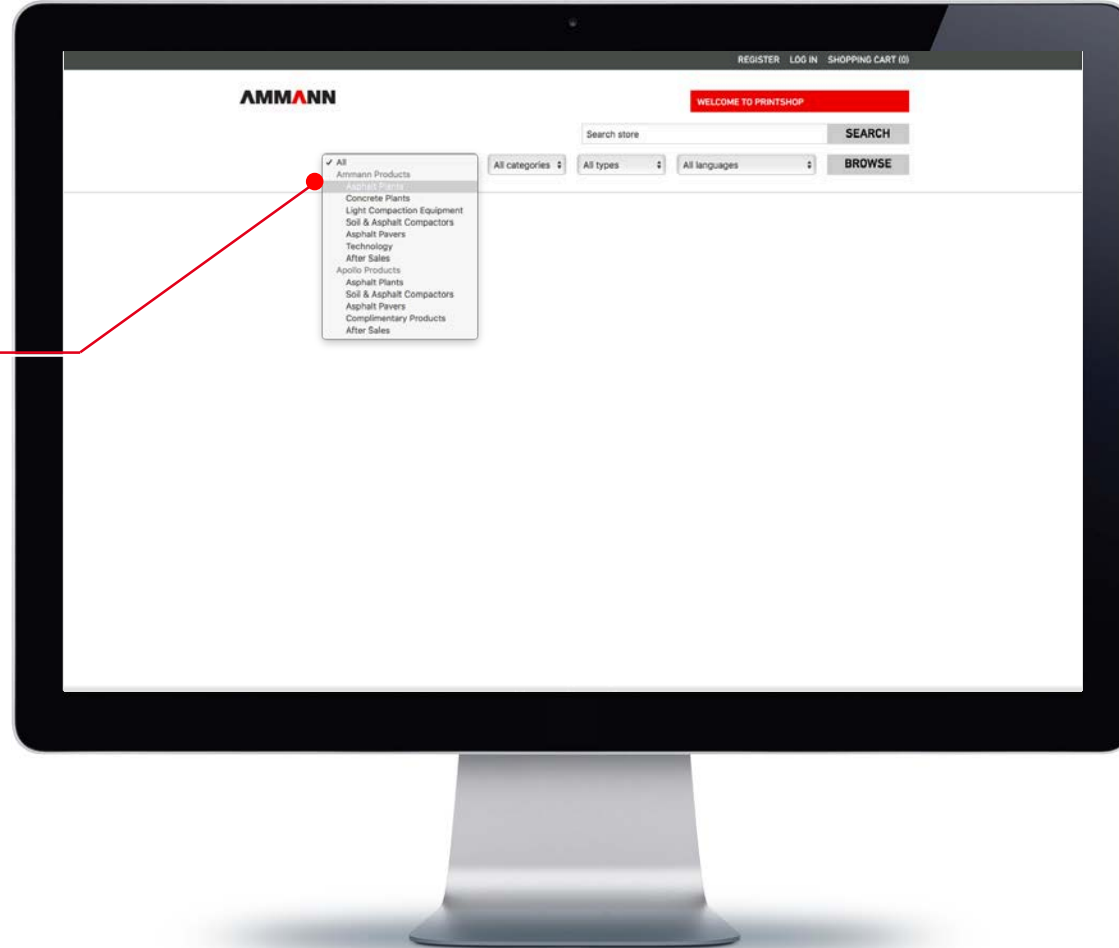 REGISTER LOG IN SHOPPING CART (0)
AMMANN
WELCOME TO PRINTSHOP
Search store SEARCH
✓ All All categories All types All languages BROWSE
Ammann Products
Asphalt Plants
Concrete Plants
Light Compaction Equipment
Soil & Asphalt Compactors
Asphalt Pavers
Technology
After Sales
Apollo Products
Asphalt Plants
Soil & Asphalt Compactors
Asphalt Pavers
Complimentary Products
After Sales